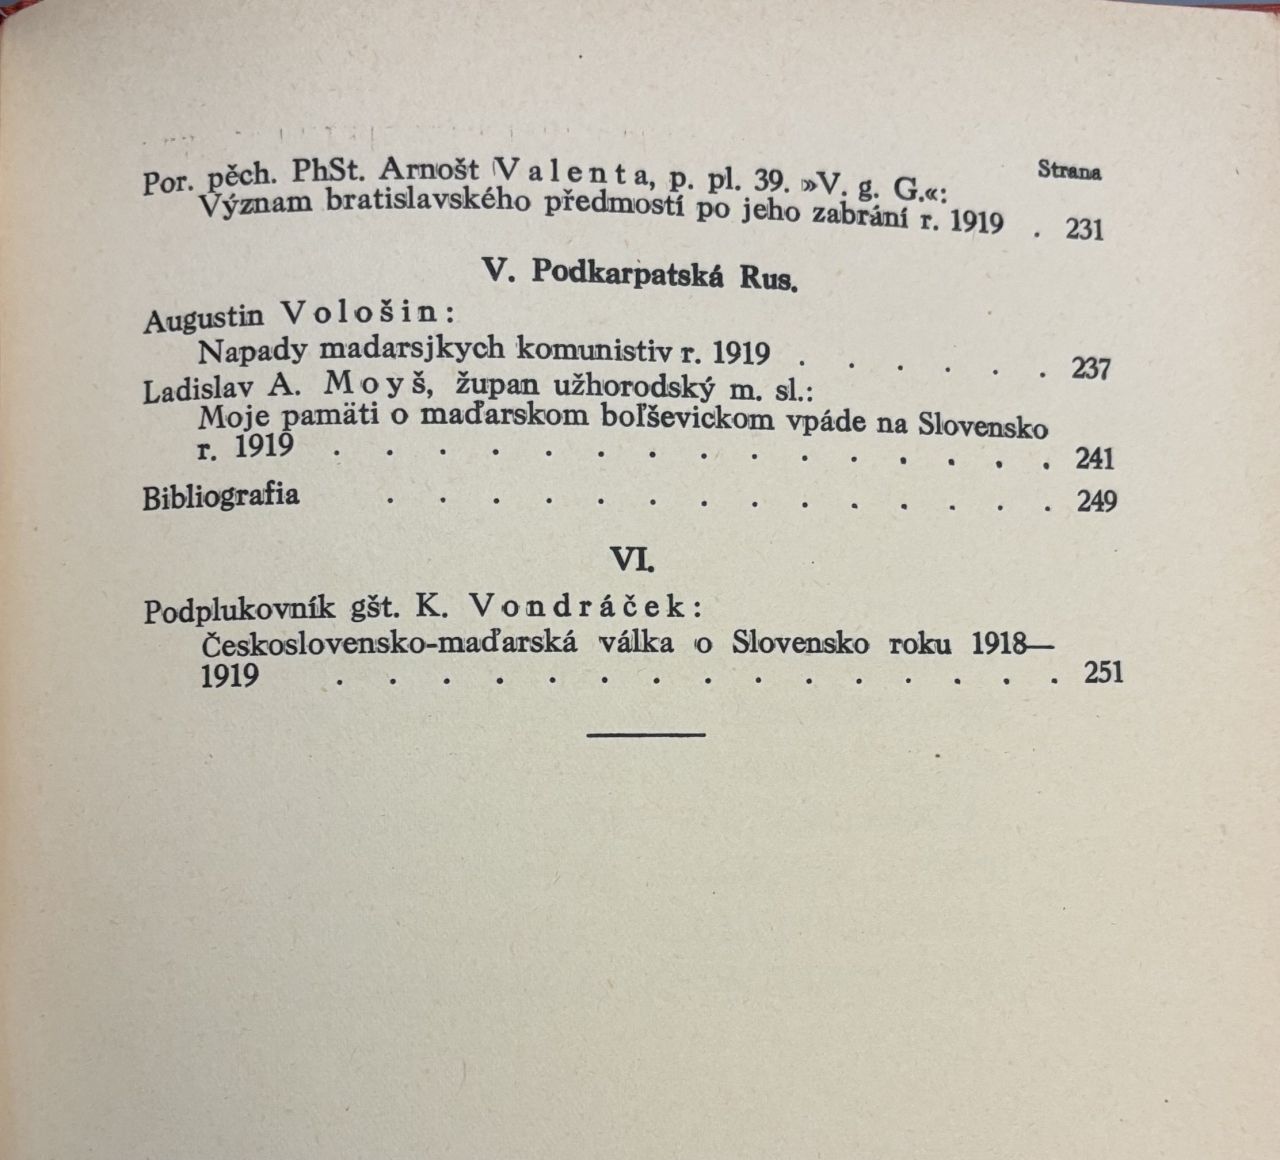 Strana
Por. pěch. PhSt. Arnošt Valenta, p. pl. 39. »V. g. G.«:
Význam bratislavského předmostí po jeho zabrání r. 1919 . 231
V. Podkarpatská Rus.
Augustin Vološin:
Napady madarsjkych komunistiv r. 1919 . . . . . . 237
Ladislav A. Moyš, župan užhorodský m. sl.:
Moje pamäti o maďarskom boľševickom vpáde na Slovensko
r. 1919 . . . . . . . . . . . . . . . 241
Bibliografia . . . . . . . . . . . . . . 249
VI.
Podplukovník gšt. K. Vondráček:
Československo-maďarská válka o Slovensko roku 1918—
1919 . . . . . . . . . . . . . . . 251